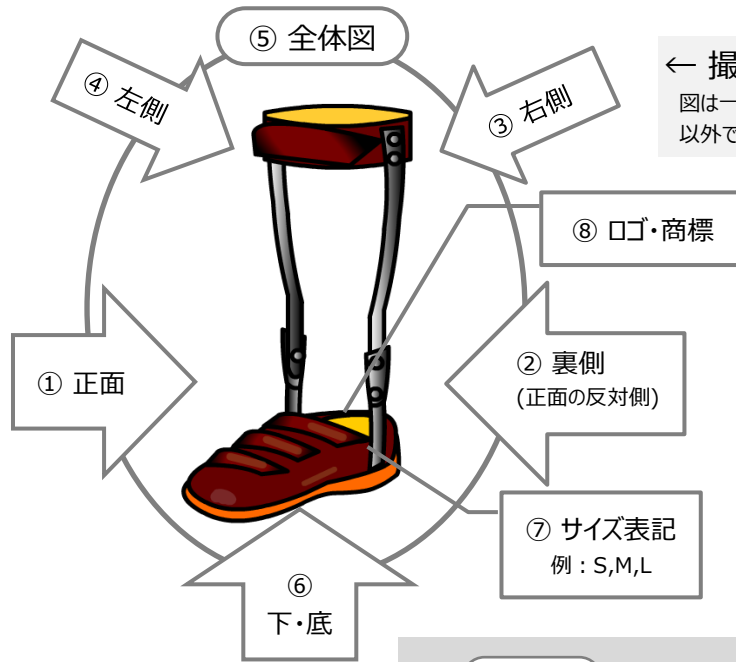 ⑤ 全体図
④ 左側
③ 右側
← 撮
図は一
以外で
⑧ ロゴ・商標
① 正面
② 裏側
(正面の反対側)
⑦ サイズ表記
例：S,M,L
⑥
下・底